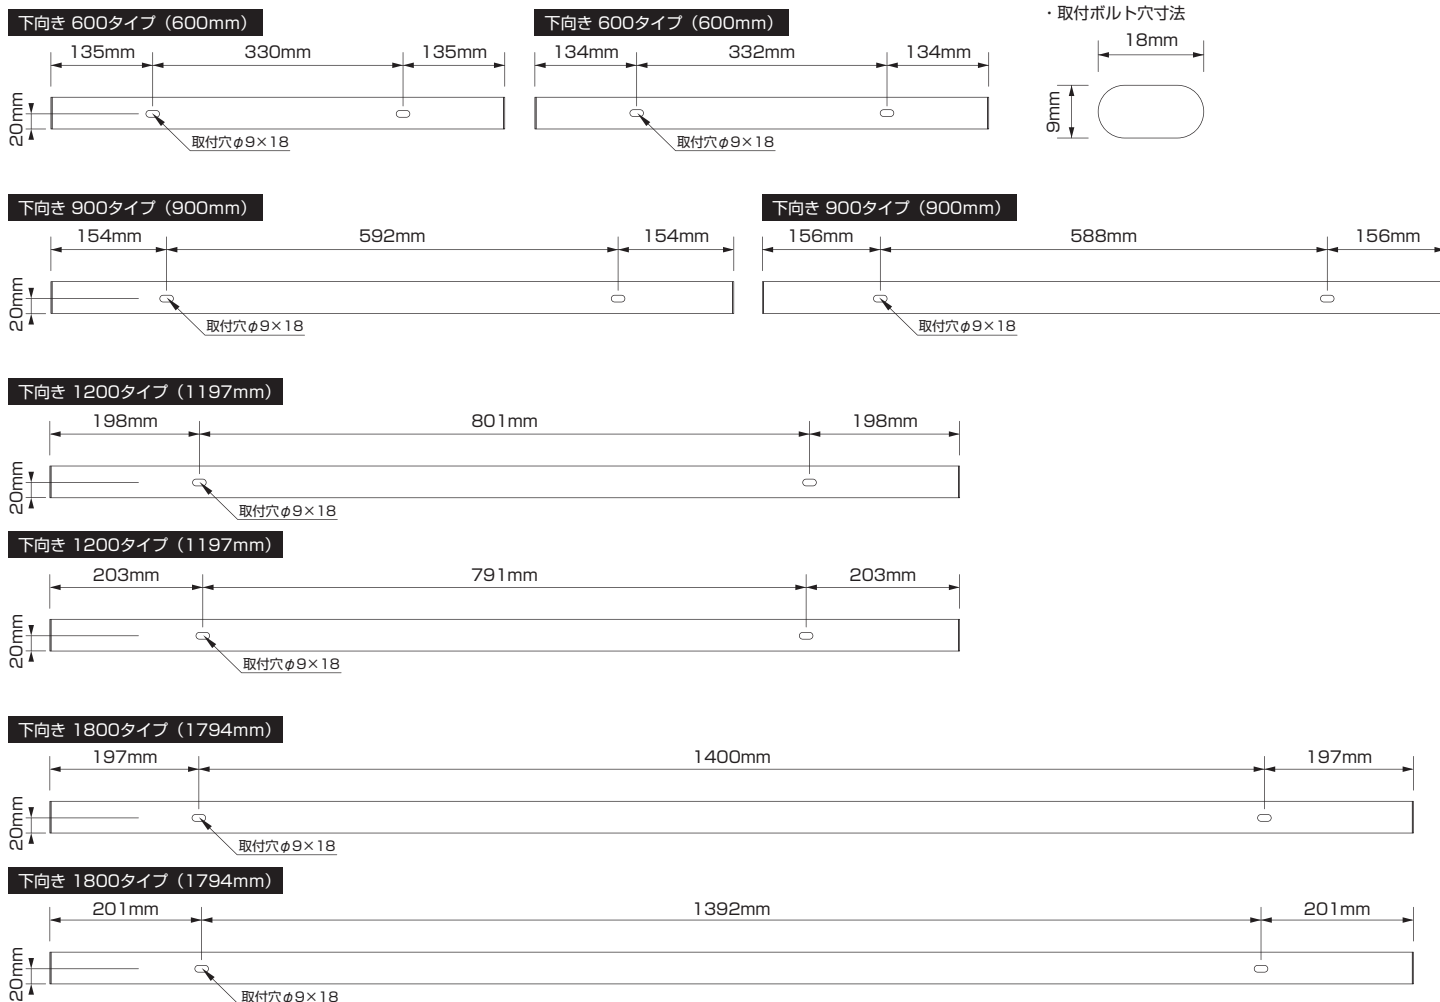 下向き 600タイプ（600mm）
135mm 330mm 135mm
20mm
取付穴φ9×18
下向き 600タイプ（600mm）
134mm 332mm 134mm
取付穴φ9×18
・取付ボルト穴寸法
18mm
9mm
下向き 900タイプ（900mm）
154mm 592mm 154mm
20mm
取付穴φ9×18
下向き 900タイプ（900mm）
156mm 588mm 156mm
取付穴φ9×18
下向き 1200タイプ（1197mm）
198mm 801mm 198mm
20mm
取付穴φ9×18
下向き 1200タイプ（1197mm）
203mm 791mm 203mm
20mm
取付穴φ9×18
下向き 1800タイプ（1794mm）
197mm 1400mm 197mm
20mm
取付穴φ9×18
下向き 1800タイプ（1794mm）
201mm 1392mm 201mm
20mm
取付穴φ9×18